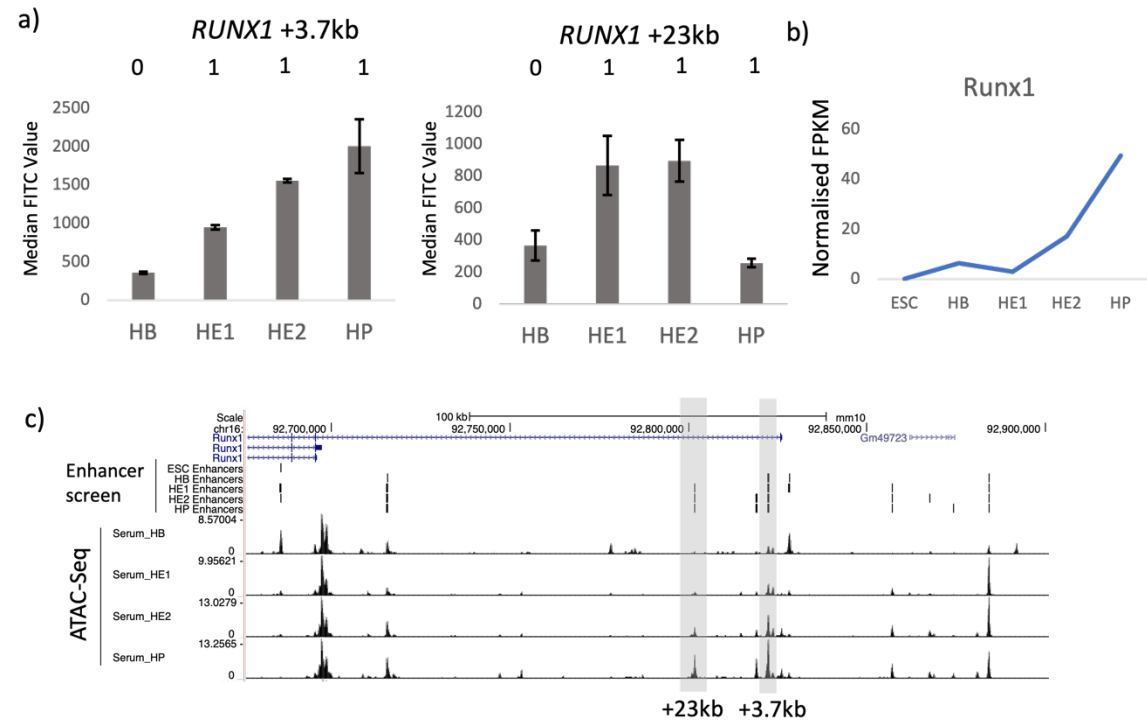 a)
RUNX1 +3.7kb
0 1 1 1
Median FITC Value
2500
2000
1500
1000
500
0
HB HE1 HE2 HP
RUNX1 +23kb
0 1 1 1
Median FITC Value
1200
1000
800
600
400
200
0
HB HE1 HE2 HP
b)
Runx1
Normalised FPKM
60
40
20
0
ESC HB HE1 HE2 HP
c)
Scale 100 kb mm10
chr16: 92,700,000 92,750,000 92,800,000 92,850,000 92,900,000
Runx1 Gm49723
Runx1
Runx1
Enhancer screen
ESC Enhancers
HB Enhancers
HE1 Enhancers
HE2 Enhancers
HP Enhancers
ATAC-Seq
8.57004
Serum_HB
0
9.95621
Serum_HE1
0
13.0279
Serum_HE2
0
13.2565
Serum_HP
0
+23kb +3.7kb